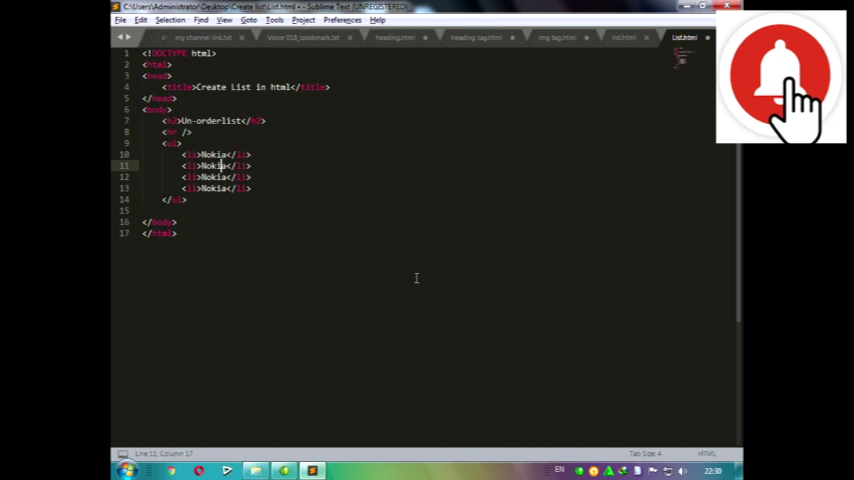 C:\Users\Administrator\Desktop\Create list\List.html • - Sublime Text (UNREGISTERED)
File Edit Selection Find View Goto Tools Project Preferences Help
my channel link.txt Voice 018_bookmark.txt heading.html heading tag.html img tag.html list.html List.html
1 <!DOCTYPE html>
2 <html>
3 <head>
4 <title>Create List in html</title>
5 </head>
6 <body>
7 <h2>Un-orderlist</h2>
8 <hr />
9 <ul>
10 <li>Nokia</li>
11 <li>Nokia</li>
12 <li>Nokia</li>
13 <li>Nokia</li>
14 </ul>
15
16 </body>
17 </html>
Line 11, Column 17 Tab Size: 4 HTML
EN 22:30